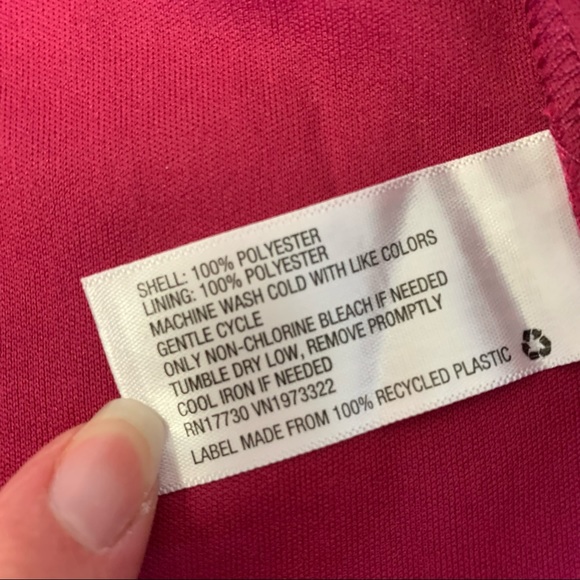 SHELL: 100% POLYESTER
LINING: 100% POLYESTER
MACHINE WASH COLD WITH LIKE COLORS
GENTLE CYCLE
ONLY NON-CHLORINE BLEACH IF NEEDED
TUMBLE DRY LOW, REMOVE PROMPTLY
COOL IRON IF NEEDED
RN17730 VN1973322
LABEL MADE FROM 100% RECYCLED PLASTIC